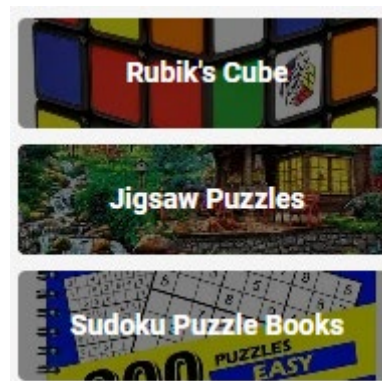 Rubik's Cube
Jigsaw Puzzles
Sudoku Puzzle Books
PUZZLES
EASY